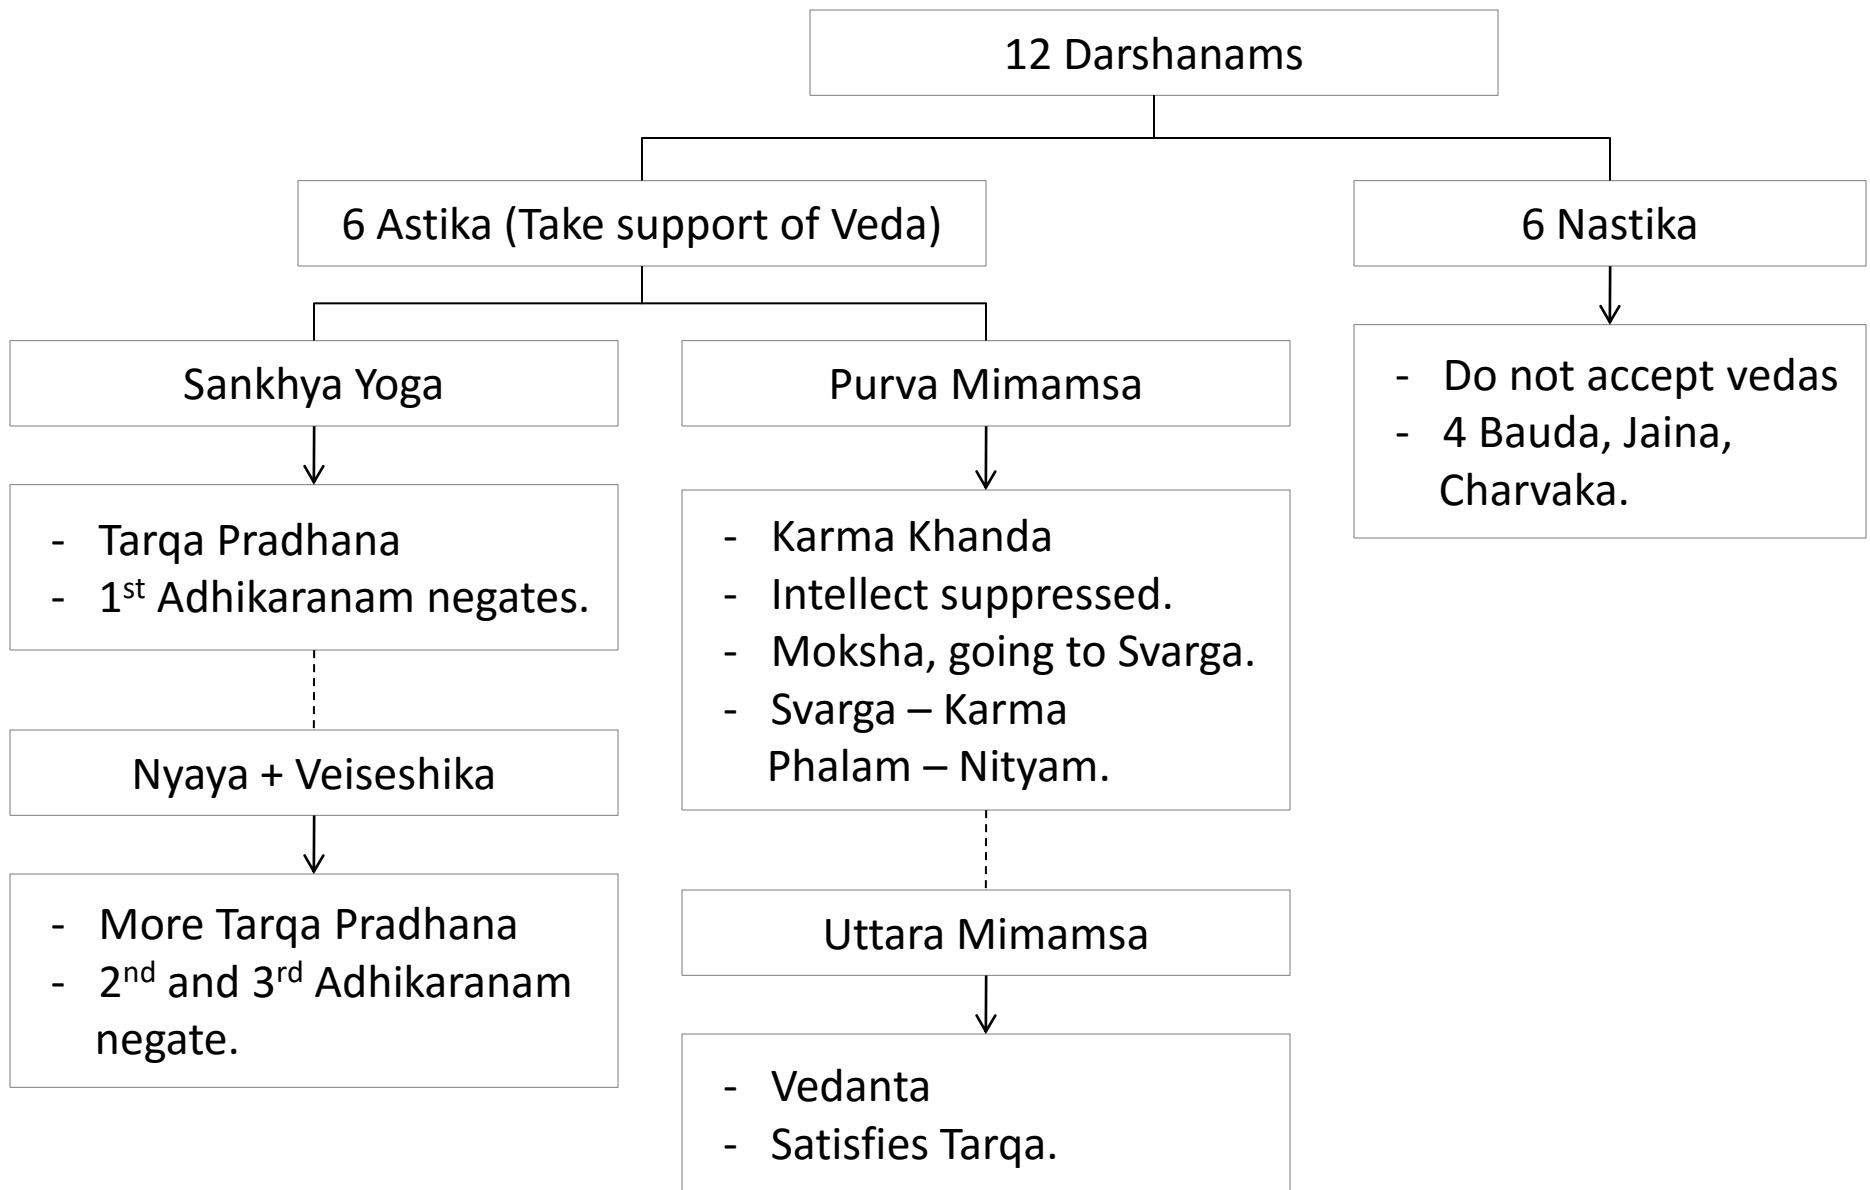 12 Darshanams
6 Astika (Take support of Veda)
6 Nastika
Sankhya Yoga
Purva Mimamsa
- Do not accept vedas
- 4 Bauda, Jaina,
Charvaka.
- Tarqa Pradhana
- 1st Adhikaranam negates.
- Karma Khanda
- Intellect suppressed.
- Moksha, going to Svarga.
- Svarga – Karma
Phalam – Nityam.
Nyaya + Veiseshika
- More Tarqa Pradhana
- 2nd and 3rd Adhikaranam
negate.
Uttara Mimamsa
- Vedanta
- Satisfies Tarqa.